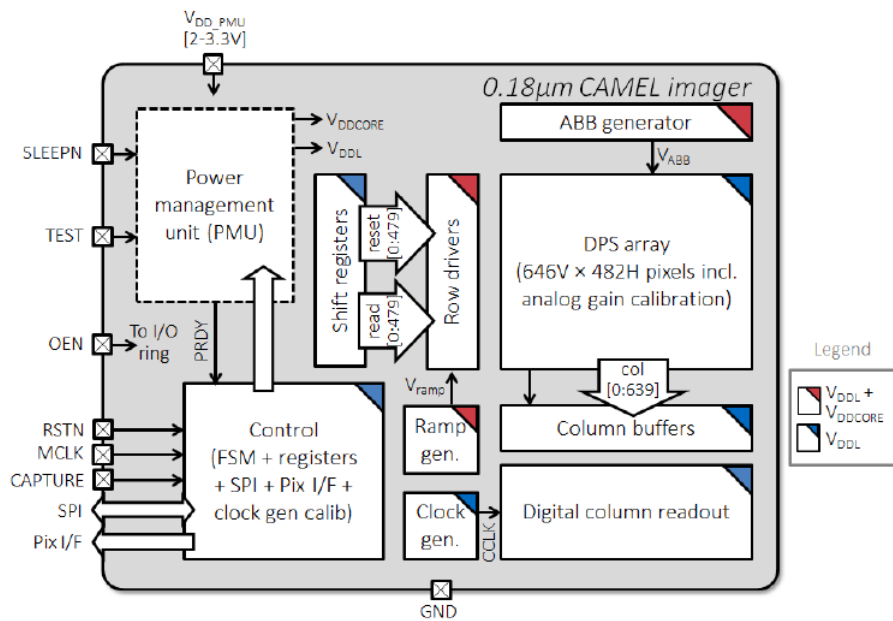 VDD_PMU
[2-3.3V]
0.18µm CAMEL imager
ABB generator
VDDCORE
VDDL
VABB
SLEEPN
Power
management
unit (PMU)
TEST
Shift registers
reset
[0:479]
read
[0:479]
Row drivers
DPS array
(646V × 482H pixels incl.
analog gain calibration)
OEN
To I/O
ring
PRDY
Vramp
col
[0:639]
Legend
VDDL +
VDDCORE
VDDL
RSTN
MCLK
CAPTURE
SPI
Pix I/F
Control
(FSM + registers
+ SPI + Pix I/F +
clock gen calib)
Ramp
gen.
Column buffers
Clock
gen.
CCLK
Digital column readout
GND